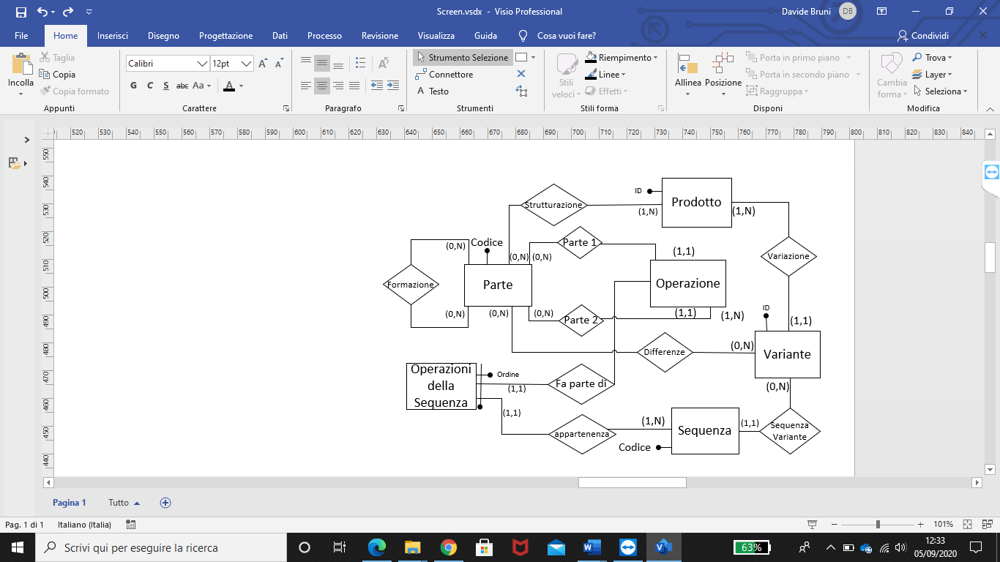 Screen.vsdx - Visio Professional
Davide Bruni
DB
File Home Inserisci Disegno Progettazione Dati Processo Revisione Visualizza Guida Cosa vuoi fare? Condividi
Incolla
Taglia
Copia
Copia formato
Appunti
Calibri 12pt
G C S abc Aa A
Carattere
Paragrafo
Strumento Selezione
Connettore
A Testo
Strumenti
Stili
veloci
Riempimento
Linee
Effetti
Stili forma
Allinea
Posizione
Porta in primo piano
Porta in secondo piano
Raggruppa
Disponi
Cambia
forma
Trova
Layer
Seleziona
Modifica
520 530 540 550 560 570 580 590 600 610 620 630 640 650 660 670 680 690 700 710 720 730 740 750 760 770 780 790 800 810 820 830 840
550
540
530
520
510
500
490
480
470
460
450
440
Strutturazione
ID
(1,N)
Prodotto
(1,N)
Codice
(0,N)
(0,N)
(0,N)
Parte 1
(1,1)
Variazione
Formazione
Parte
Operazione
(0,N)
(0,N)
(0,N)
Parte 2
(1,1)
(1,N)
ID
(1,1)
Differenze
(0,N)
Variante
(0,N)
Operazioni
della
Sequenza
Ordine
(1,1)
Fa parte di
(1,1)
appartenenza
(1,N)
Codice
Sequenza
(1,1)
Sequenza
Variante
Pagina 1 Tutto
Pag. 1 di 1 Italiano (Italia)
101%
Scrivi qui per eseguire la ricerca
63%
12:33
05/09/2020